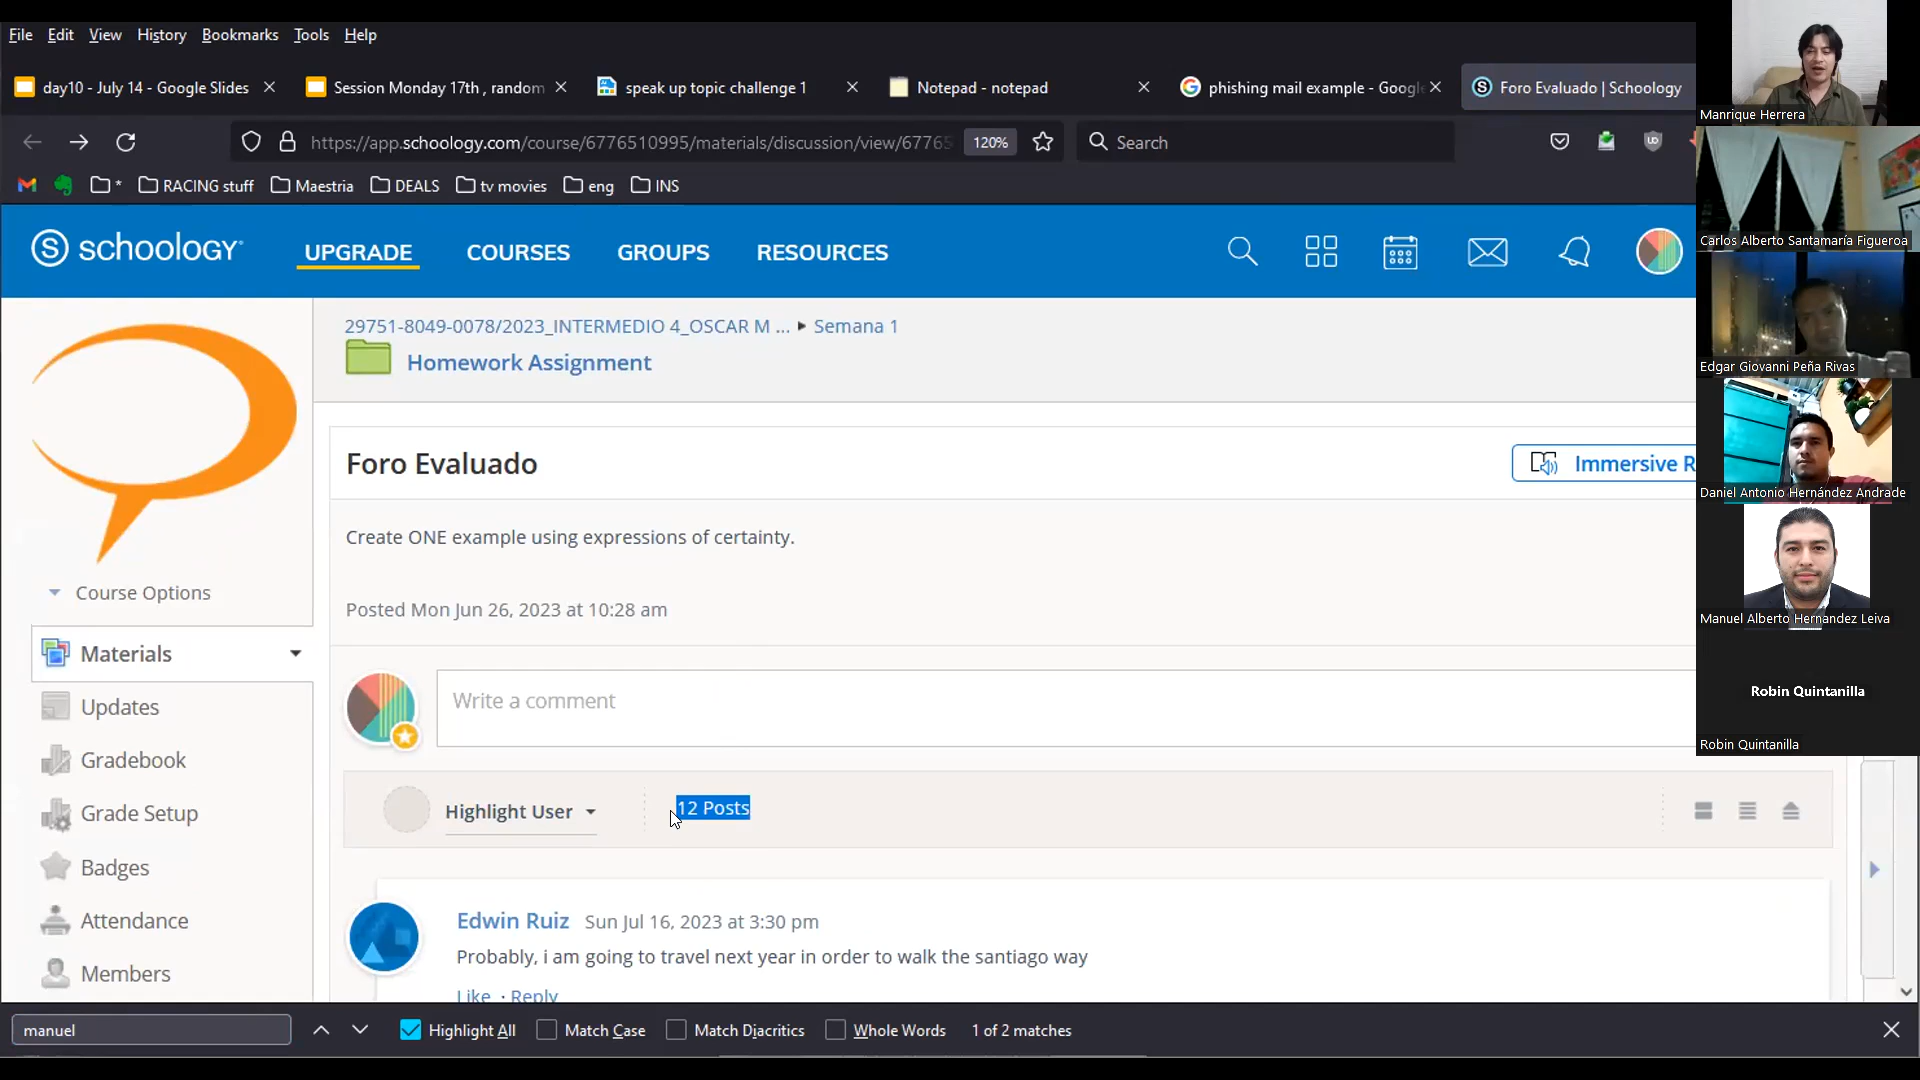 File Edit View History Bookmarks Tools Help
day10 - July 14 - Google Slides
Session Monday 17th , random
speak up topic challenge 1
Notepad - notepad
phishing mail example - Google
Foro Evaluado | Schoology
https://app.schoology.com/course/6776510995/materials/discussion/view/67765
120%
Search
*
RACING stuff
Maestria
DEALS
tv movies
eng
INS
schoology
UPGRADE
COURSES
GROUPS
RESOURCES
29751-8049-0078/2023_INTERMEDIO 4_OSCAR M ... Semana 1
Homework Assignment
Foro Evaluado
Immersive R
Create ONE example using expressions of certainty.
Posted Mon Jun 26, 2023 at 10:28 am
Course Options
Materials
Updates
Gradebook
Grade Setup
Badges
Attendance
Members
Write a comment
Highlight User
12 Posts
Edwin Ruiz Sun Jul 16, 2023 at 3:30 pm
Probably, i am going to travel next year in order to walk the santiago way
Like · Reply
manuel
Highlight All
Match Case
Match Diacritics
Whole Words
1 of 2 matches
Manrique Herrera
Carlos Alberto Santamaría Figueroa
Edgar Giovanni Peña Rivas
Daniel Antonio Hernández Andrade
Manuel Alberto Hernandez Leiva
Robin Quintanilla
Robin Quintanilla